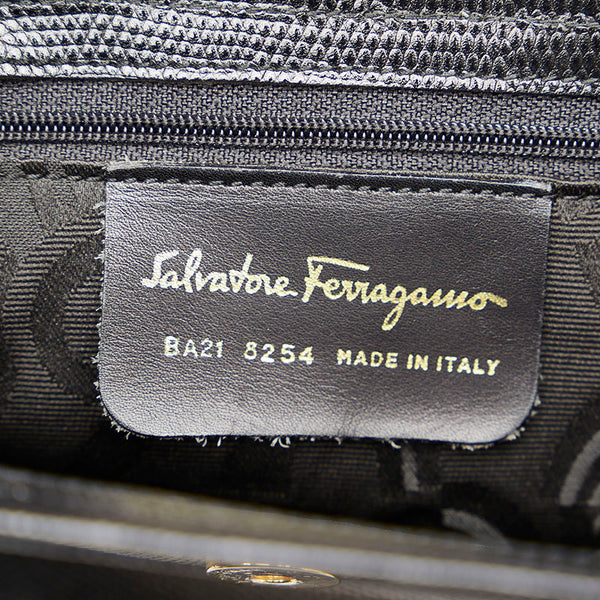 Salvatore Ferragamo
BA21 8254 MADE IN ITALY